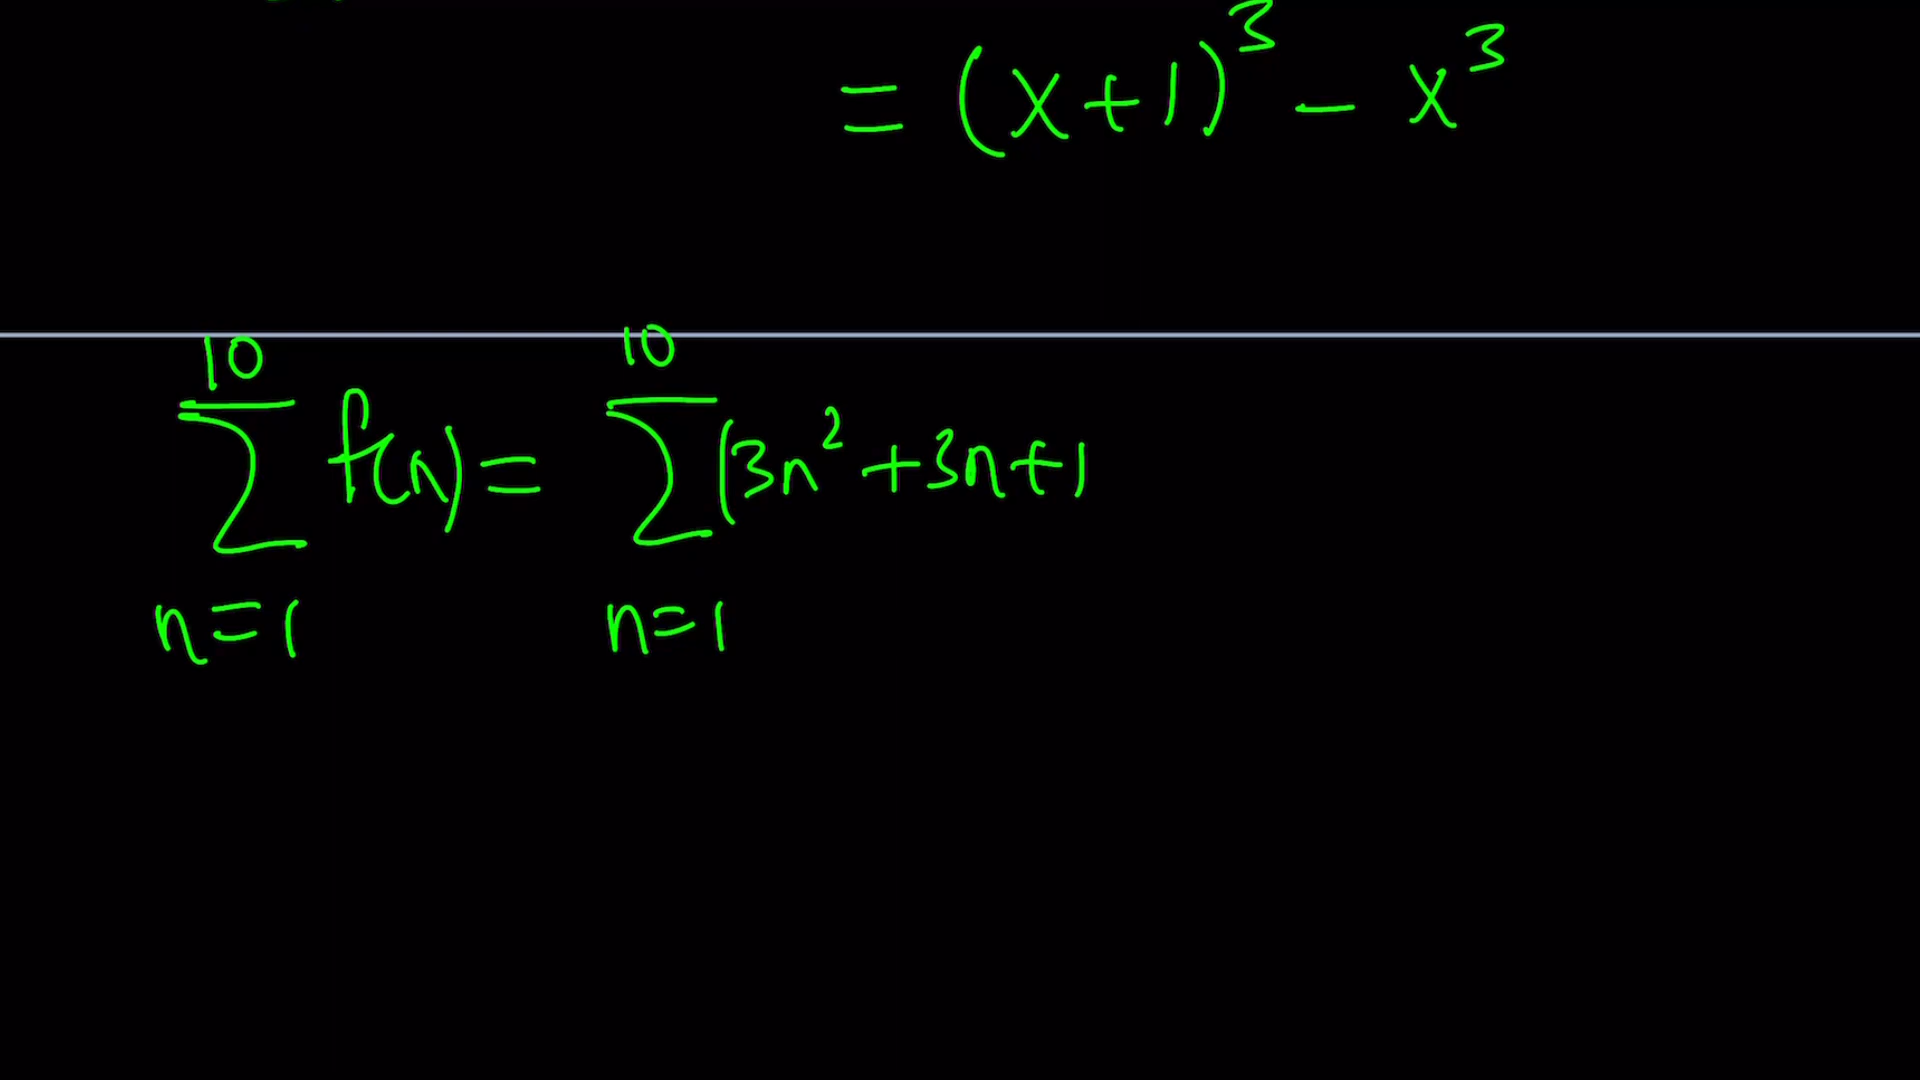 = (x+1)³ - x³
10 10
∑ f(n) = ∑ (3n² + 3n + 1
n=1 n=1